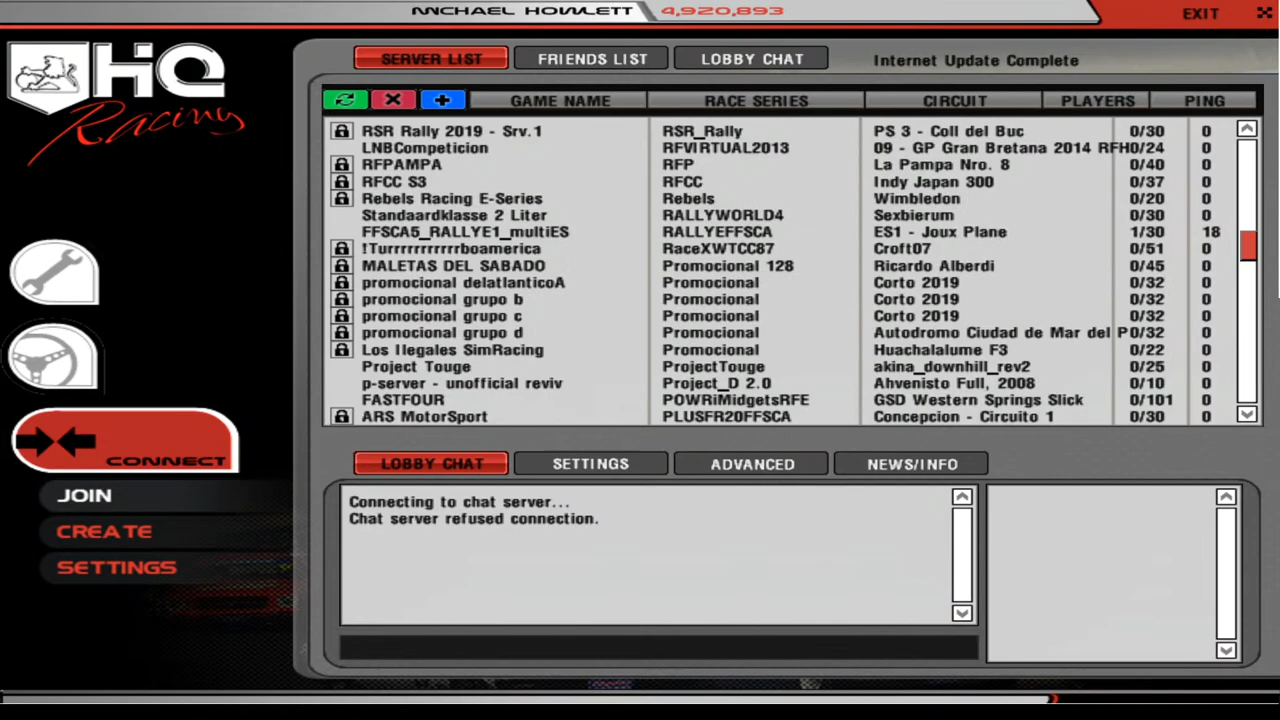 MICHAEL HOWLETT 4,920,893 EXIT
HQ
Racing
SERVER LIST FRIENDS LIST LOBBY CHAT Internet Update Complete
GAME NAME RACE SERIES CIRCUIT PLAYERS PING
RSR Rally 2019 - Srv.1 RSR_Rally PS 3 - Coll del Buc 0/30 0
LNBCompeticion RFVIRTUAL2013 09 - GP Gran Bretana 2014 RFH0/24 0
RFPAMPA RFP La Pampa Nro. 8 0/40 0
RFCC S3 RFCC Indy Japan 300 0/37 0
Rebels Racing E-Series Rebels Wimbledon 0/20 0
Standaardklasse 2 Liter RALLYWORLD4 Sexbierum 0/30 0
FFSCA5_RALLYE1_multiES RALLYEFFSCA ES1 - Joux Plane 1/30 18
!Turrrrrrrrrrboamerica RaceXWTCC87 Croft07 0/51 0
MALETAS DEL SABADO Promocional 128 Ricardo Alberdi 0/45 0
promocional delatlanticoA Promocional Corto 2019 0/32 0
promocional grupo b Promocional Corto 2019 0/32 0
promocional grupo c Promocional Corto 2019 0/32 0
promocional grupo d Promocional Autodromo Ciudad de Mar del P0/32 0
Los Ilegales SimRacing Promocional Huachalalume F3 0/22 0
Project Touge ProjectTouge akina_downhill_rev2 0/25 0
p-server - unofficial reviv Project_D 2.0 Ahvenisto Full, 2008 0/10 0
FASTFOUR POWRiMidgetsRFE GSD Western Springs Slick 0/101 0
ARS MotorSport PLUSFR20FFSCA Concepcion - Circuito 1 0/30 0
CONNECT
JOIN
CREATE
SETTINGS
LOBBY CHAT SETTINGS ADVANCED NEWS/INFO
Connecting to chat server...
Chat server refused connection.